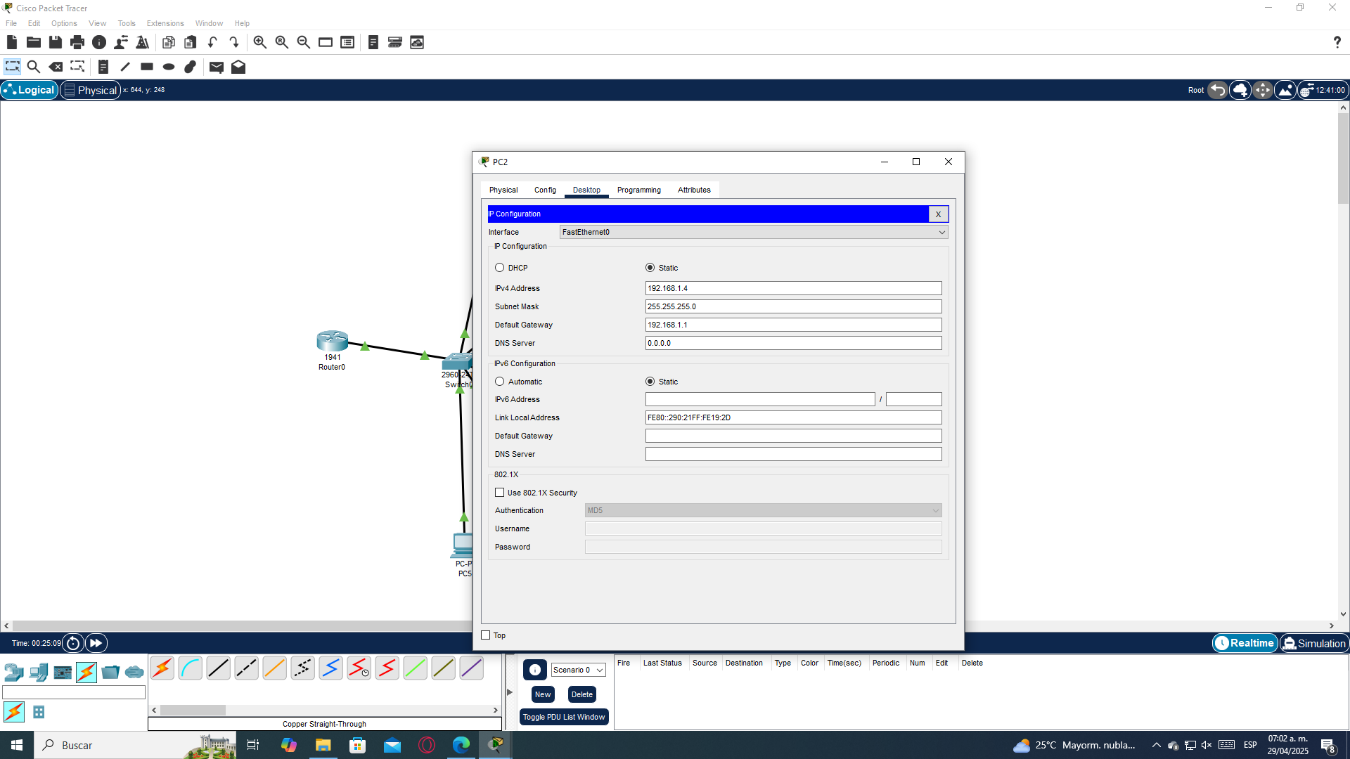 Cisco Packet Tracer
File Edit Options View Tools Extensions Window Help
?
Logical Physical x: 644, y: 248 Root 12:41:00
PC2
Physical Config Desktop Programming Attributes
IP Configuration X
Interface FastEthernet0
IP Configuration
DHCP Static
IPv4 Address 192.168.1.4
Subnet Mask 255.255.255.0
Default Gateway 192.168.1.1
DNS Server 0.0.0.0
IPv6 Configuration
Automatic Static
IPv6 Address /
Link Local Address FE80::290:21FF:FE19:2D
Default Gateway
DNS Server
802.1X
Use 802.1X Security
Authentication MD5
Username
Password
Top
1941
Router0
2960-24
Switch0
PC-P
PC5
Time: 00:25:09 Realtime Simulation
Scenario 0
New Delete
Toggle PDU List Window
Fire Last Status Source Destination Type Color Time(sec) Periodic Num Edit Delete
Copper Straight-Through
Buscar
25°C Mayorm. nubla... ESP 07:02 a. m.
29/04/2025
8